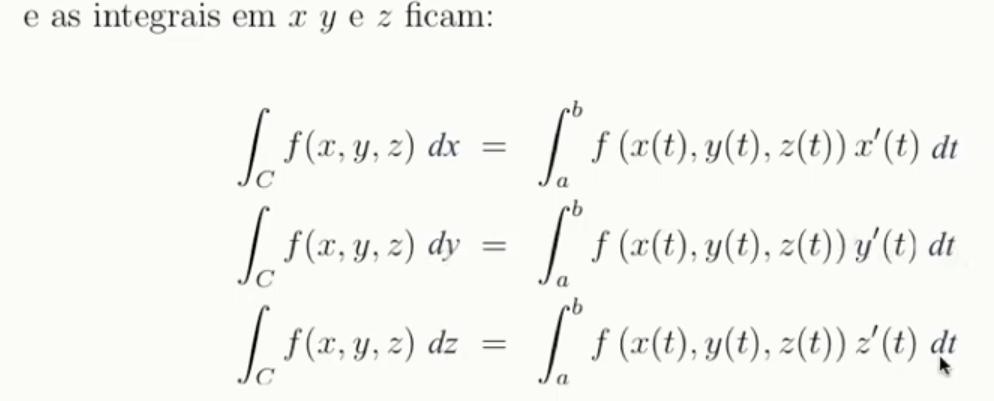 e as integrais em x y e z ficam:
∫_C f(x, y, z) dx = ∫_a^b f (x(t), y(t), z(t)) x′(t) dt
∫_C f(x, y, z) dy = ∫_a^b f (x(t), y(t), z(t)) y′(t) dt
∫_C f(x, y, z) dz = ∫_a^b f (x(t), y(t), z(t)) z′(t) dt